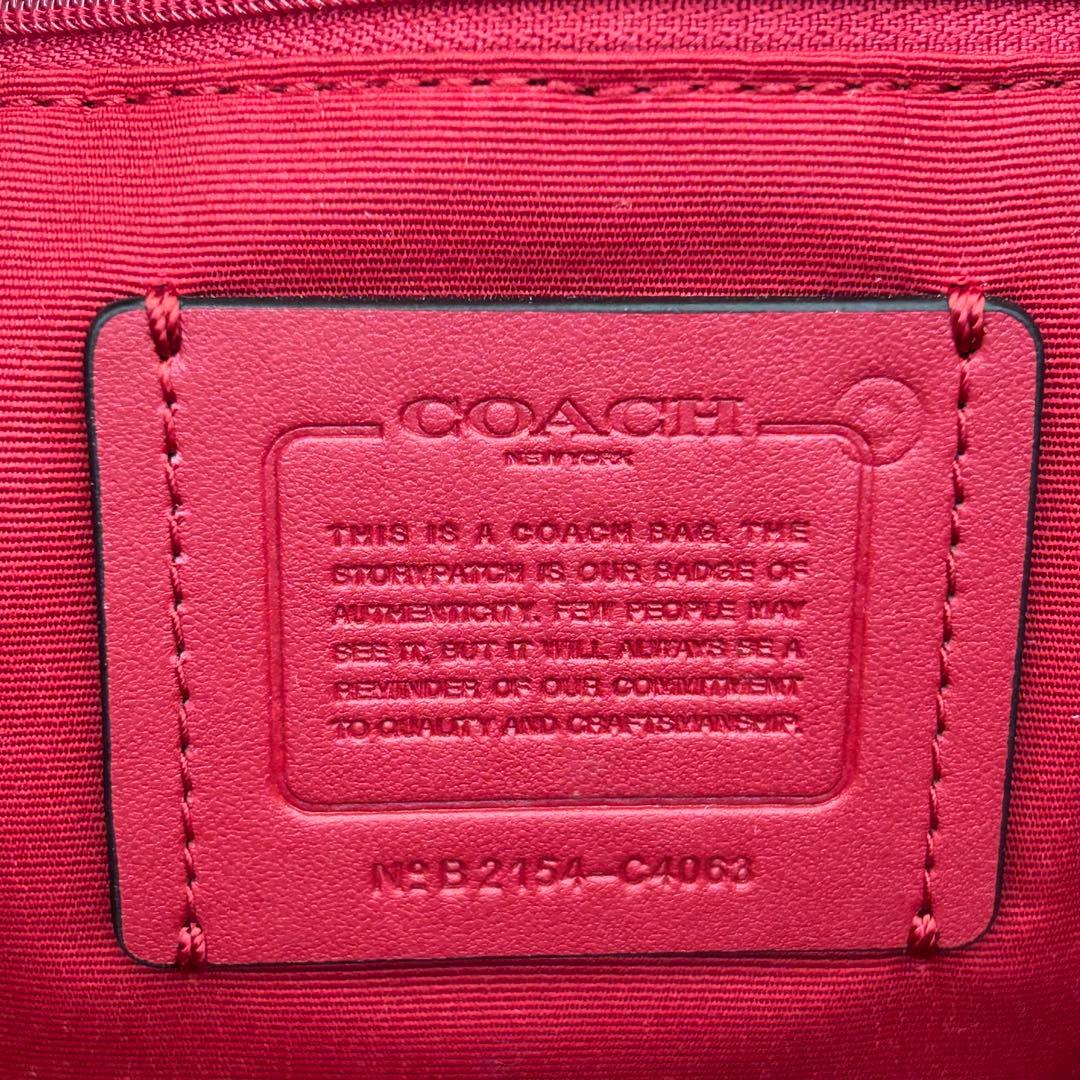 COACH
NEW YORK
THIS IS A COACH BAG. THE
STORYPATCH IS OUR BADGE OF
AUTHENTICITY. FEW PEOPLE MAY
SEE IT, BUT IT WILL ALWAYS BE A
REMINDER OF OUR COMMITMENT
TO QUALITY AND CRAFTSMANSHIP.
Nº B2154-C4063